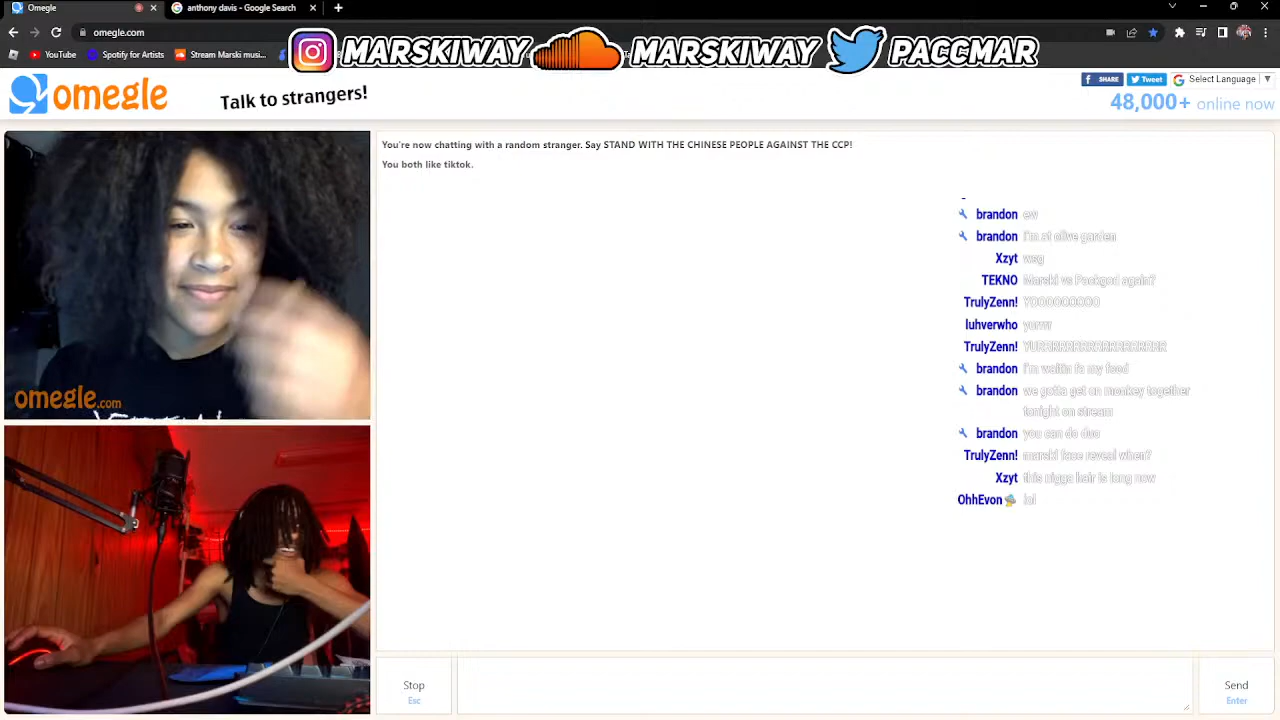 Omegle
anthony davis - Google Search
omegle.com
YouTube
Spotify for Artists
Stream Marski musi...
MARSKIWAY
MARSKIWAY
PACCMAR
omegle
Talk to strangers!
SHARE
Tweet
Select Language
48,000+ online now
You're now chatting with a random stranger. Say STAND WITH THE CHINESE PEOPLE AGAINST THE CCP!
You both like tiktok.
brandon ew
brandon i'm at olive garden
Xzyt wsg
TEKNO Marski vs Packgod again?
TrulyZenn! YOOOOOOOOO
luhverwho yurrr
TrulyZenn!
brandon i'm waitin fa my food
brandon we gotta get on monkey together
tonight on stream
brandon you can do duo
TrulyZenn! marski face reveal when?
Xzyt this nigga hair is long now
OhhEvon lol
omegle.com
Stop
Esc
Send
Enter